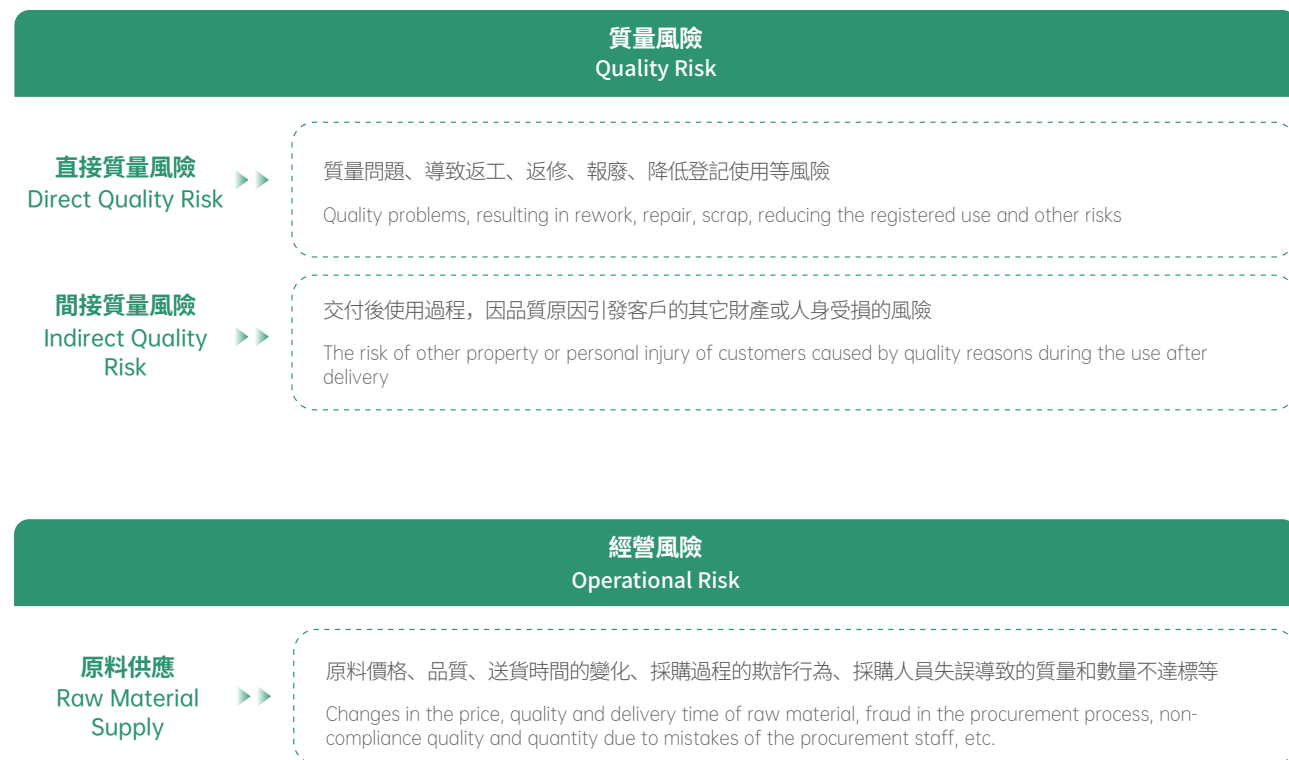 質量風險
Quality Risk
直接質量風險
Direct Quality Risk
質量問題、導致返工、返修、報廢、降低登記使用等風險
Quality problems, resulting in rework, repair, scrap, reducing the registered use and other risks
間接質量風險
Indirect Quality
Risk
交付後使用過程，因品質原因引發客戶的其它財產或人身受損的風險
The risk of other property or personal injury of customers caused by quality reasons during the use after
delivery
經營風險
Operational Risk
原料供應
Raw Material
Supply
原料價格、品質、送貨時間的變化、採購過程的欺詐行為、採購人員失誤導致的質量和數量不達標等
Changes in the price, quality and delivery time of raw material, fraud in the procurement process, non-
compliance quality and quantity due to mistakes of the procurement staff, etc.